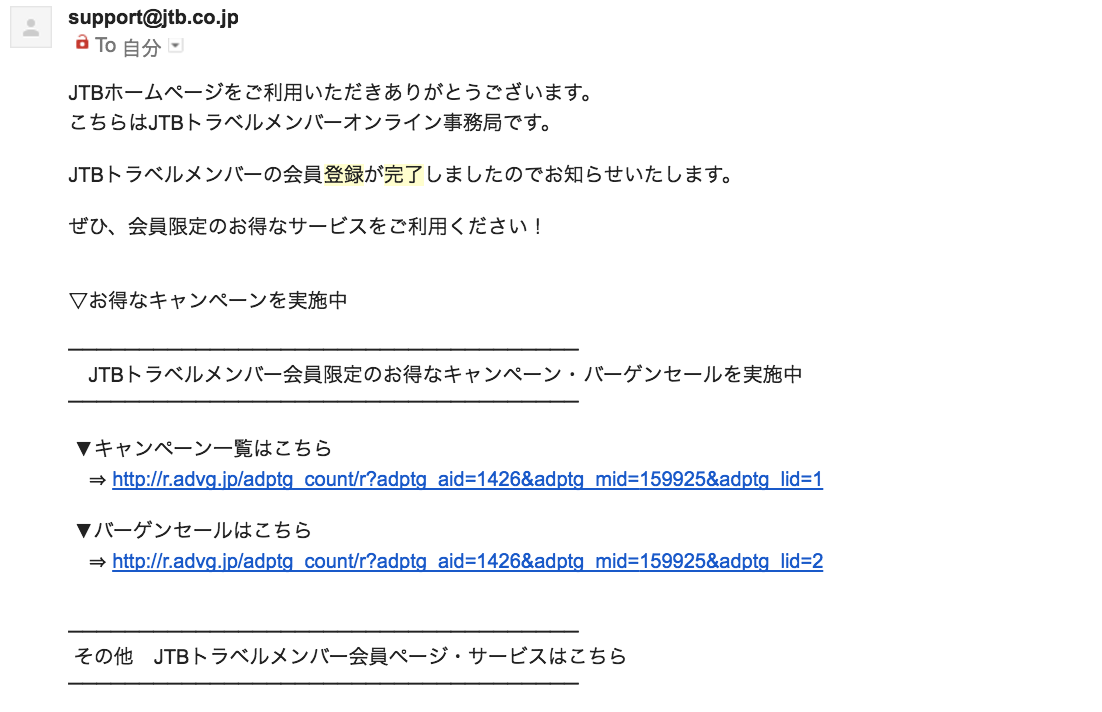 support@jtb.co.jp
To 自分
JTBホームページをご利用いただきありがとうございます。
こちらはJTBトラベルメンバーオンライン事務局です。
JTBトラベルメンバーの会員登録が完了しましたのでお知らせいたします。
ぜひ、会員限定のお得なサービスをご利用ください！
▽お得なキャンペーンを実施中
JTBトラベルメンバー会員限定のお得なキャンペーン・バーゲンセールを実施中
▼キャンペーン一覧はこちら
⇒ http://r.advg.jp/adptg_count/r?adptg_aid=1426&adptg_mid=159925&adptg_lid=1
▼バーゲンセールはこちら
⇒ http://r.advg.jp/adptg_count/r?adptg_aid=1426&adptg_mid=159925&adptg_lid=2
その他　JTBトラベルメンバー会員ページ・サービスはこちら